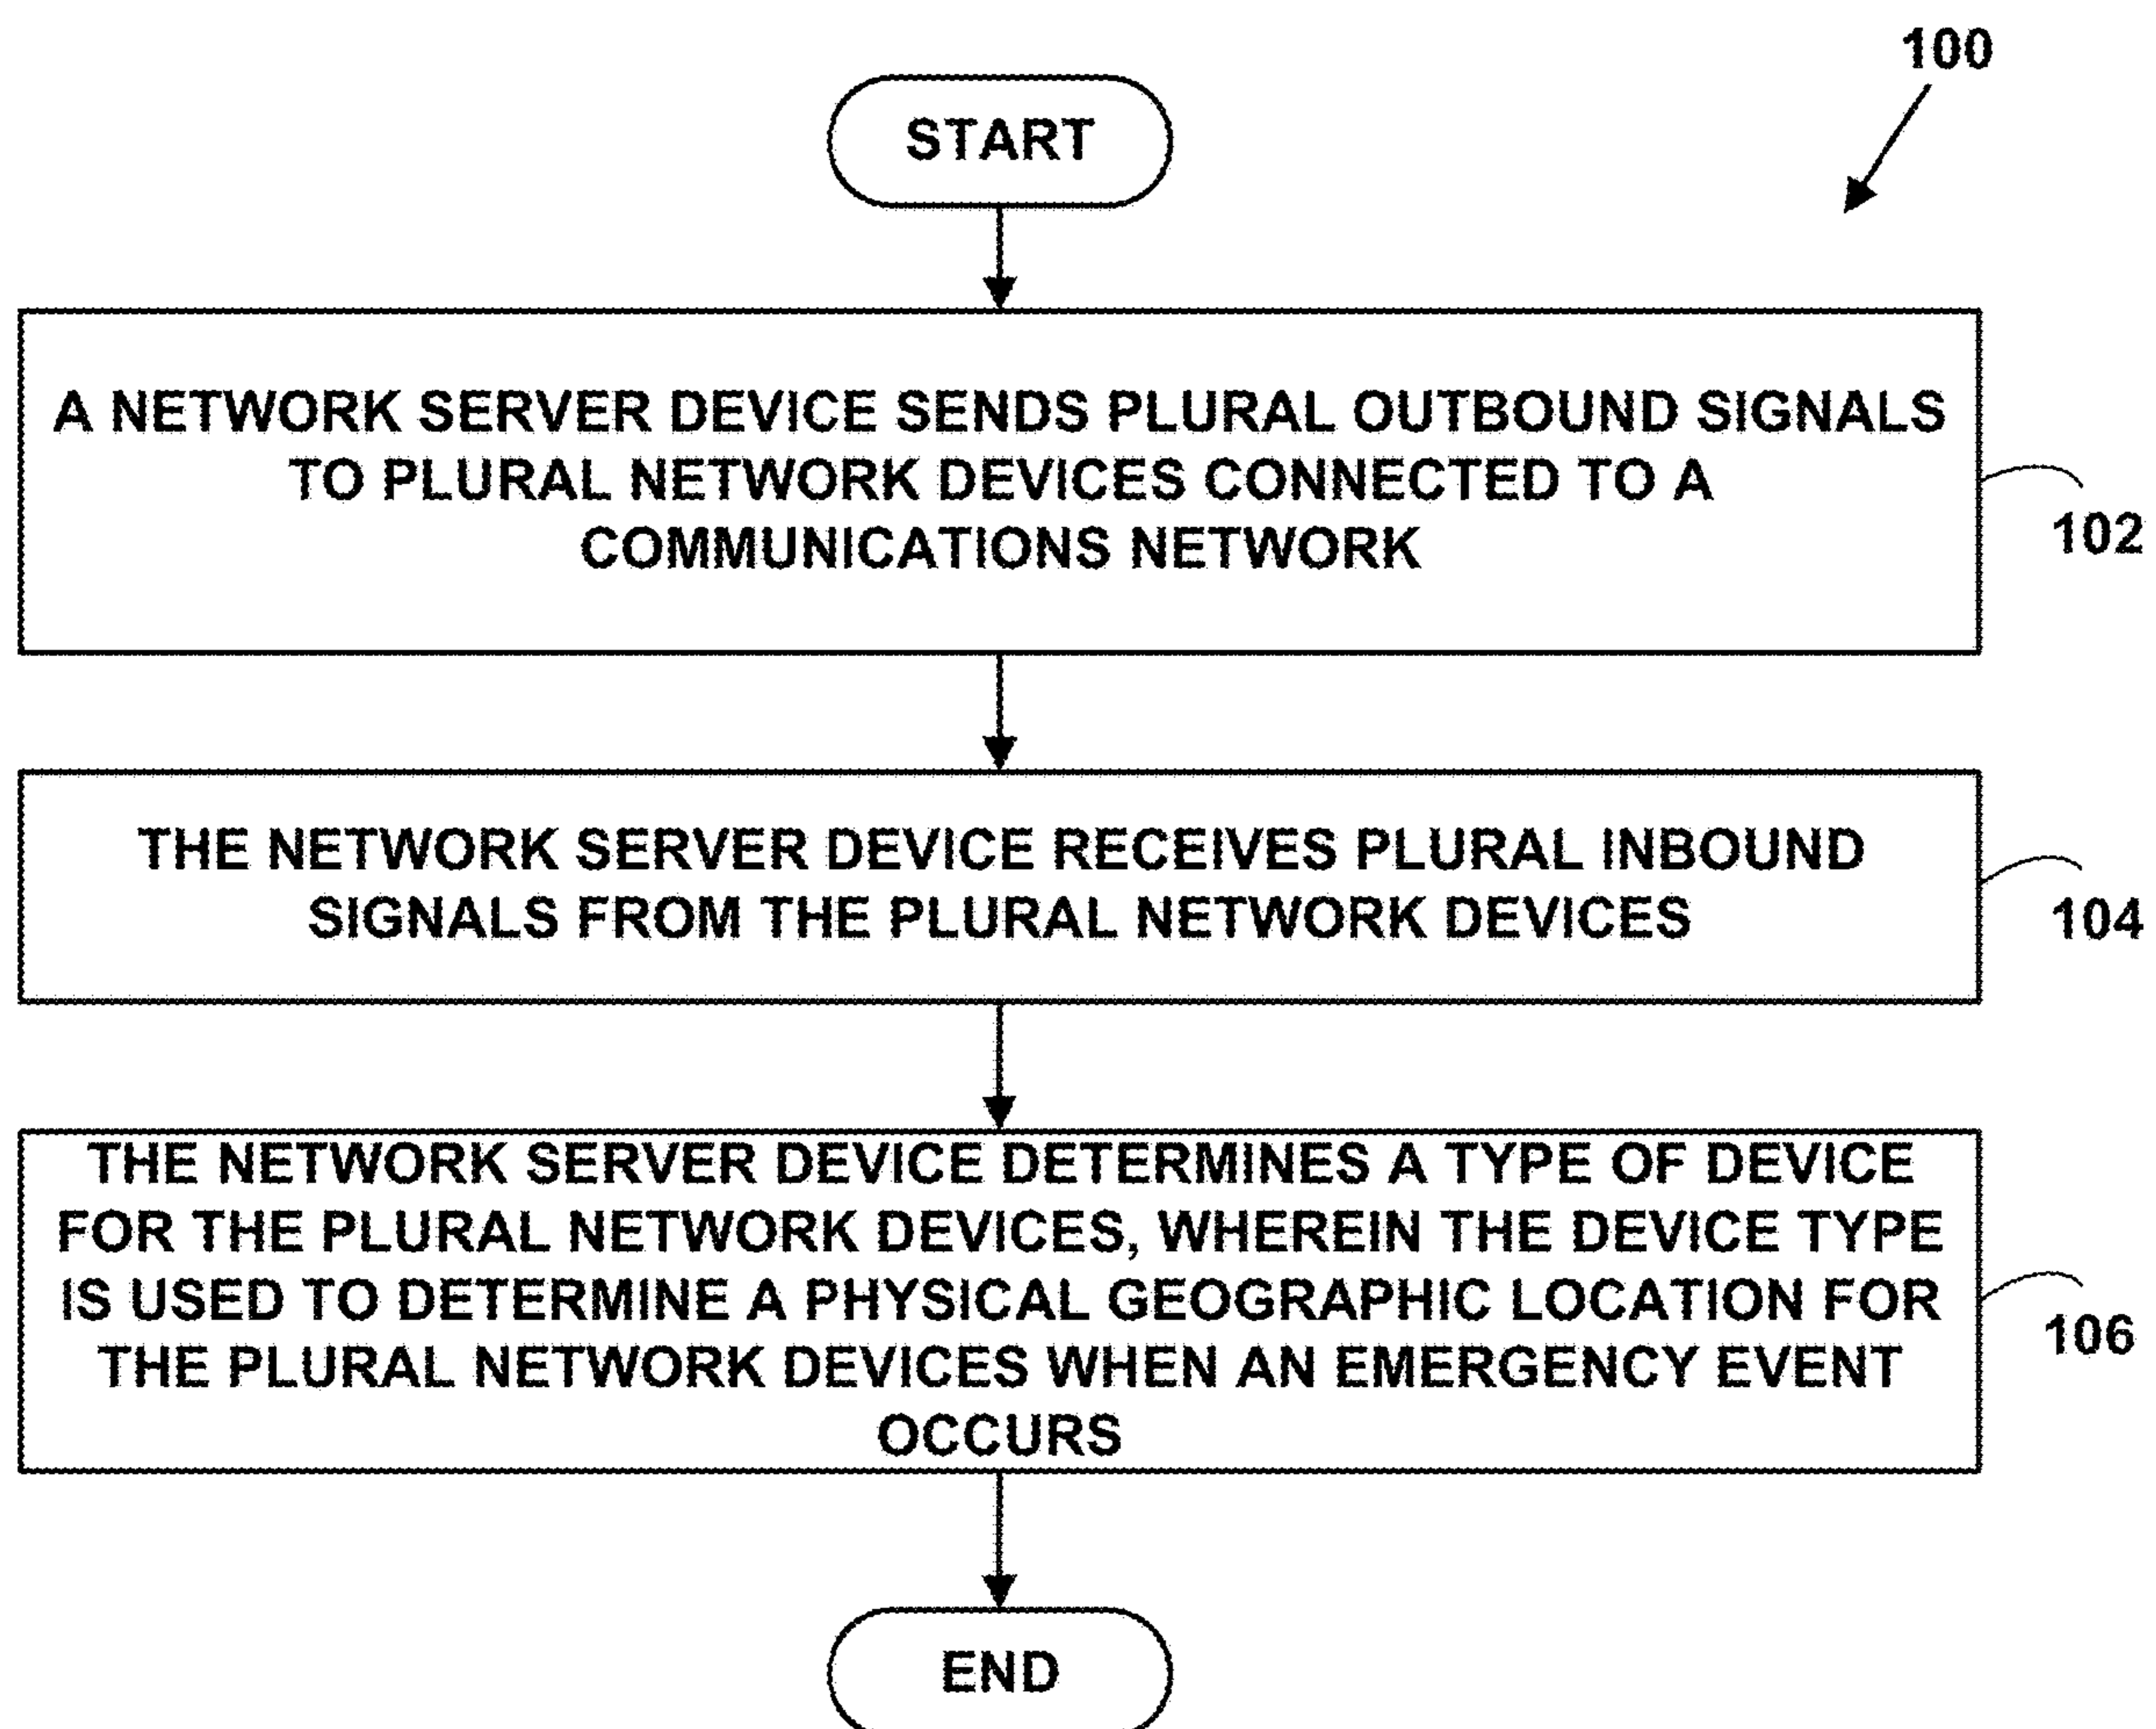 100
START
A NETWORK SERVER DEVICE SENDS PLURAL OUTBOUND SIGNALS
TO PLURAL NETWORK DEVICES CONNECTED TO A
COMMUNICATIONS NETWORK
102
THE NETWORK SERVER DEVICE RECEIVES PLURAL INBOUND
SIGNALS FROM THE PLURAL NETWORK DEVICES
104
THE NETWORK SERVER DEVICE DETERMINES A TYPE OF DEVICE
FOR THE PLURAL NETWORK DEVICES, WHEREIN THE DEVICE TYPE
IS USED TO DETERMINE A PHYSICAL GEOGRAPHIC LOCATION FOR
THE PLURAL NETWORK DEVICES WHEN AN EMERGENCY EVENT
OCCURS
106
END